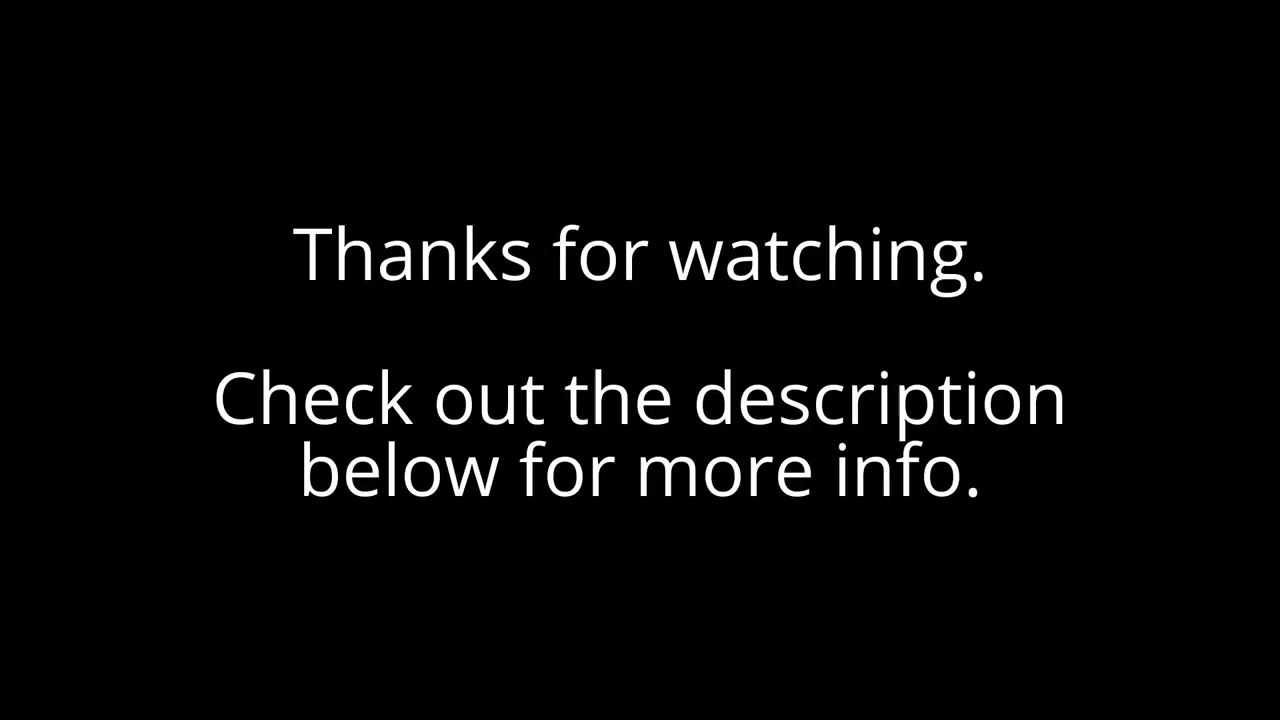 Thanks for watching.
Check out the description
below for more info.